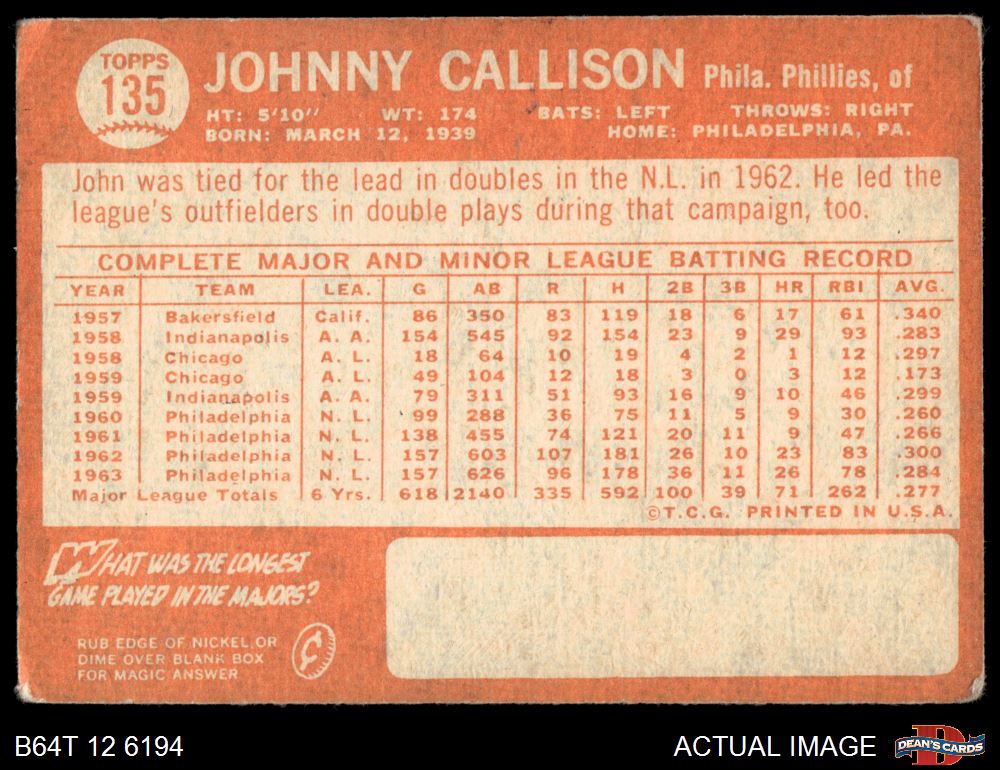 TOPPS
135
JOHNNY CALLISON Phila. Phillies, of
HT: 5'10" WT: 174 BATS: LEFT THROWS: RIGHT
BORN: MARCH 12, 1939 HOME: PHILADELPHIA, PA.
John was tied for the lead in doubles in the N.L. in 1962. He led the
league's outfielders in double plays during that campaign, too.
COMPLETE MAJOR AND MINOR LEAGUE BATTING RECORD
YEAR TEAM LEA. G AB R H 2B 3B HR RBI AVG.
1957 Bakersfield Calif. 86 350 83 119 18 6 17 61 .340
1958 Indianapolis A. A. 154 545 92 154 23 9 29 93 .283
1958 Chicago A. L. 18 64 10 19 4 2 1 12 .297
1959 Chicago A. L. 49 104 12 18 3 0 3 12 .173
1959 Indianapolis A. A. 79 311 51 93 16 9 10 46 .299
1960 Philadelphia N. L. 99 288 36 75 11 5 9 30 .260
1961 Philadelphia N. L. 138 455 74 121 20 11 9 47 .266
1962 Philadelphia N. L. 157 603 107 181 26 10 23 83 .300
1963 Philadelphia N. L. 157 626 96 178 36 11 26 78 .284
Major League Totals 6 Yrs. 618 2140 335 592 100 39 71 262 .277
©T.C.G. PRINTED IN U.S.A.
WHAT WAS THE LONGEST
GAME PLAYED IN THE MAJORS?
RUB EDGE OF NICKEL OR
DIME OVER BLANK BOX
FOR MAGIC ANSWER
¢
B64T 12 6194
ACTUAL IMAGE
D
DEAN'S CARDS